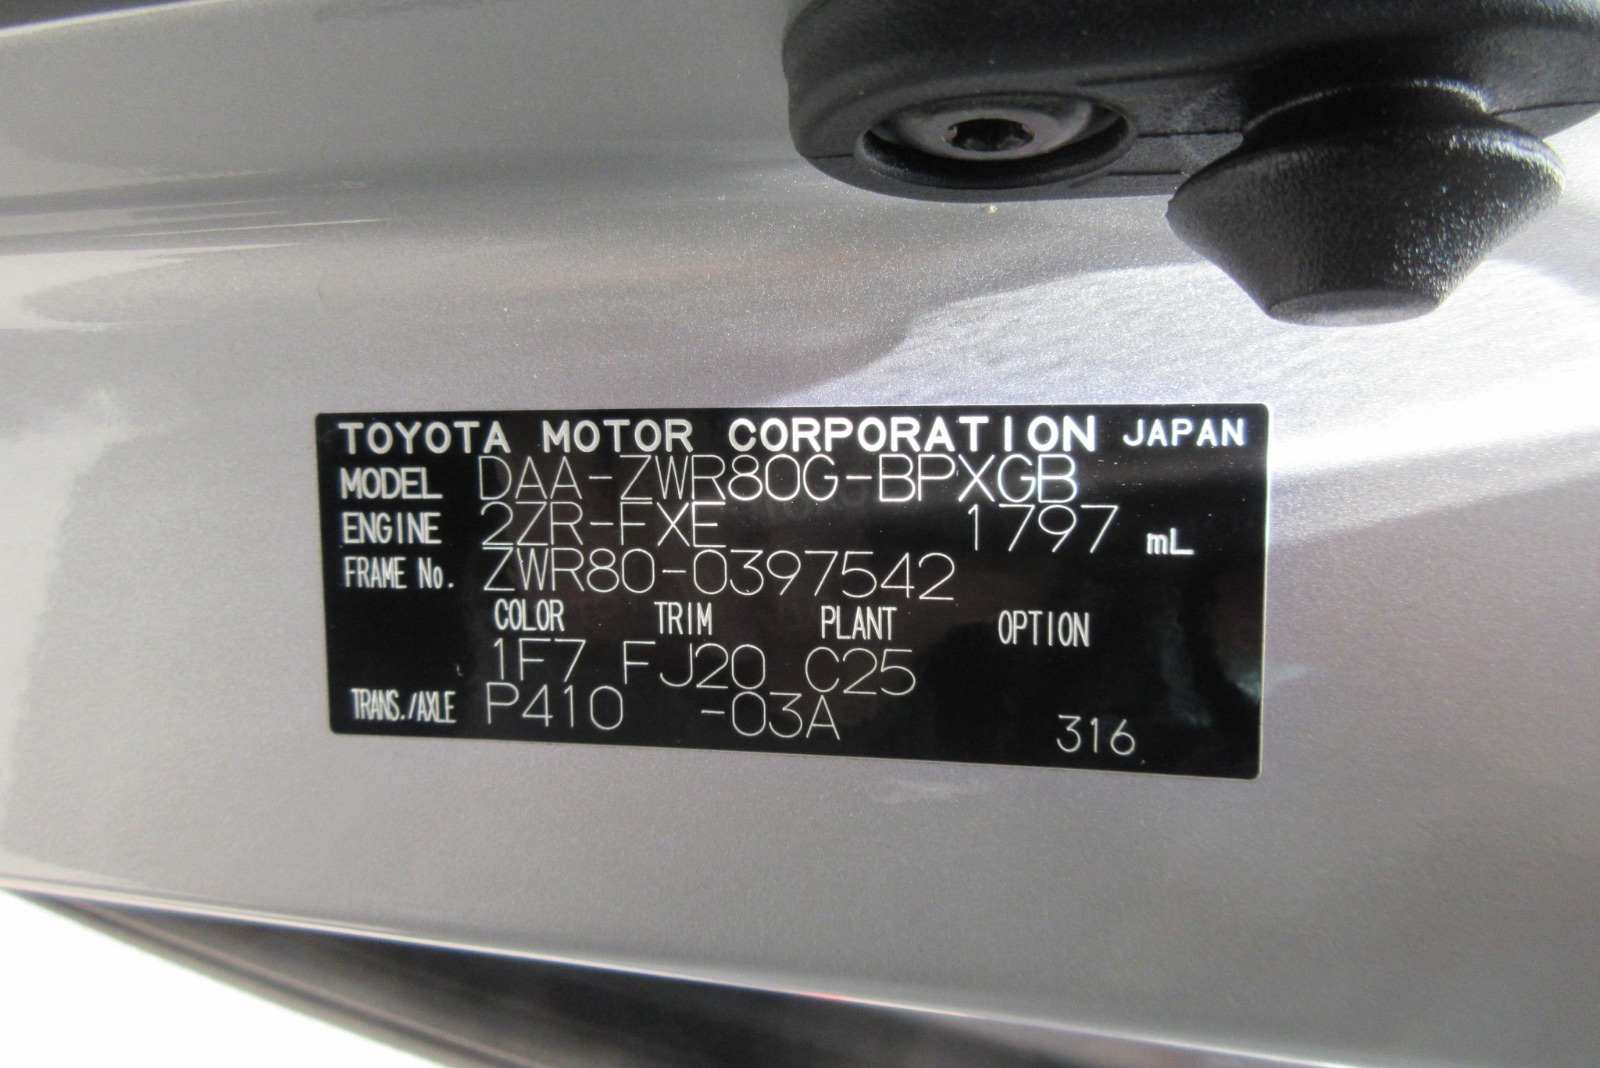 TOYOTA MOTOR CORPORATION JAPAN
MODEL DAA-ZWR80G-BPXGB
ENGINE 2ZR-FXE 1797 mL
FRAME No. ZWR80-0397542
COLOR TRIM PLANT OPTION
1F7 FJ20 C25
TRANS./AXLE P410 -03A 316